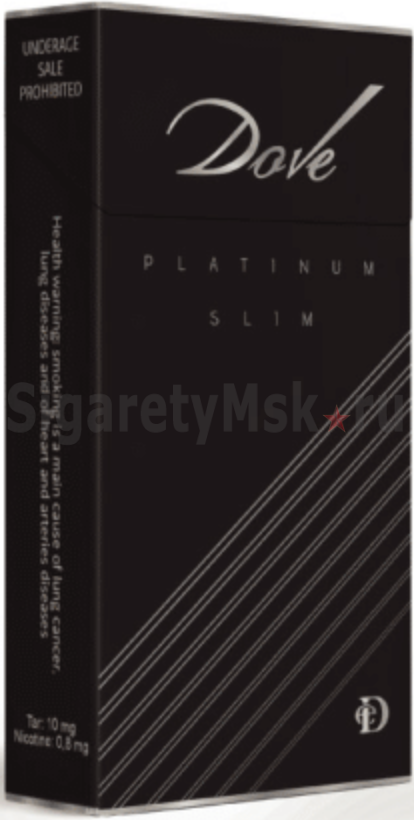 UNDERAGE
SALE
PROHIBITED
Dove
PLATINUM
SLIM
Health warning: smoking is a main cause of lung cancer,
lung diseases and of heart and arteries diseases
SigaretyMsk.ru
Tar: 10 mg
Nicotine: 0,8 mg
eD